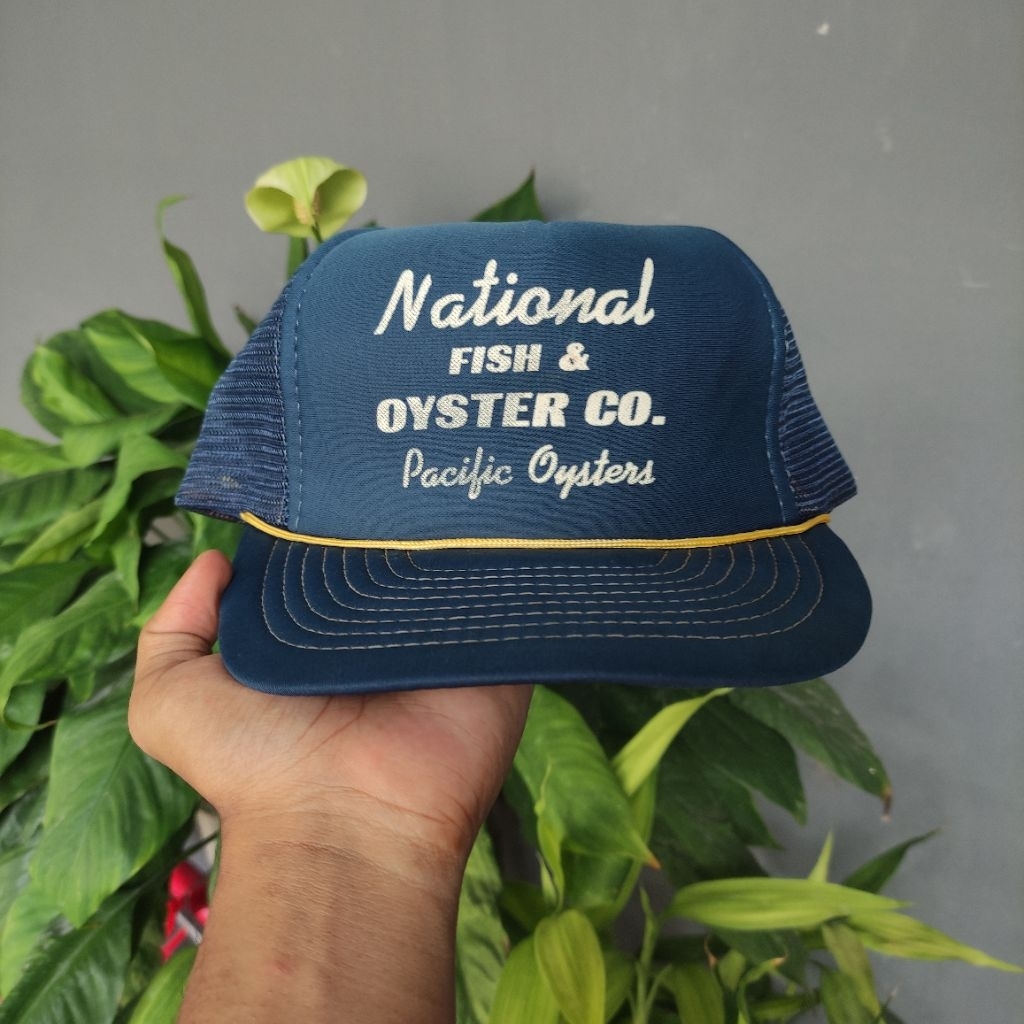 National
FISH &
OYSTER CO.
Pacific Oysters